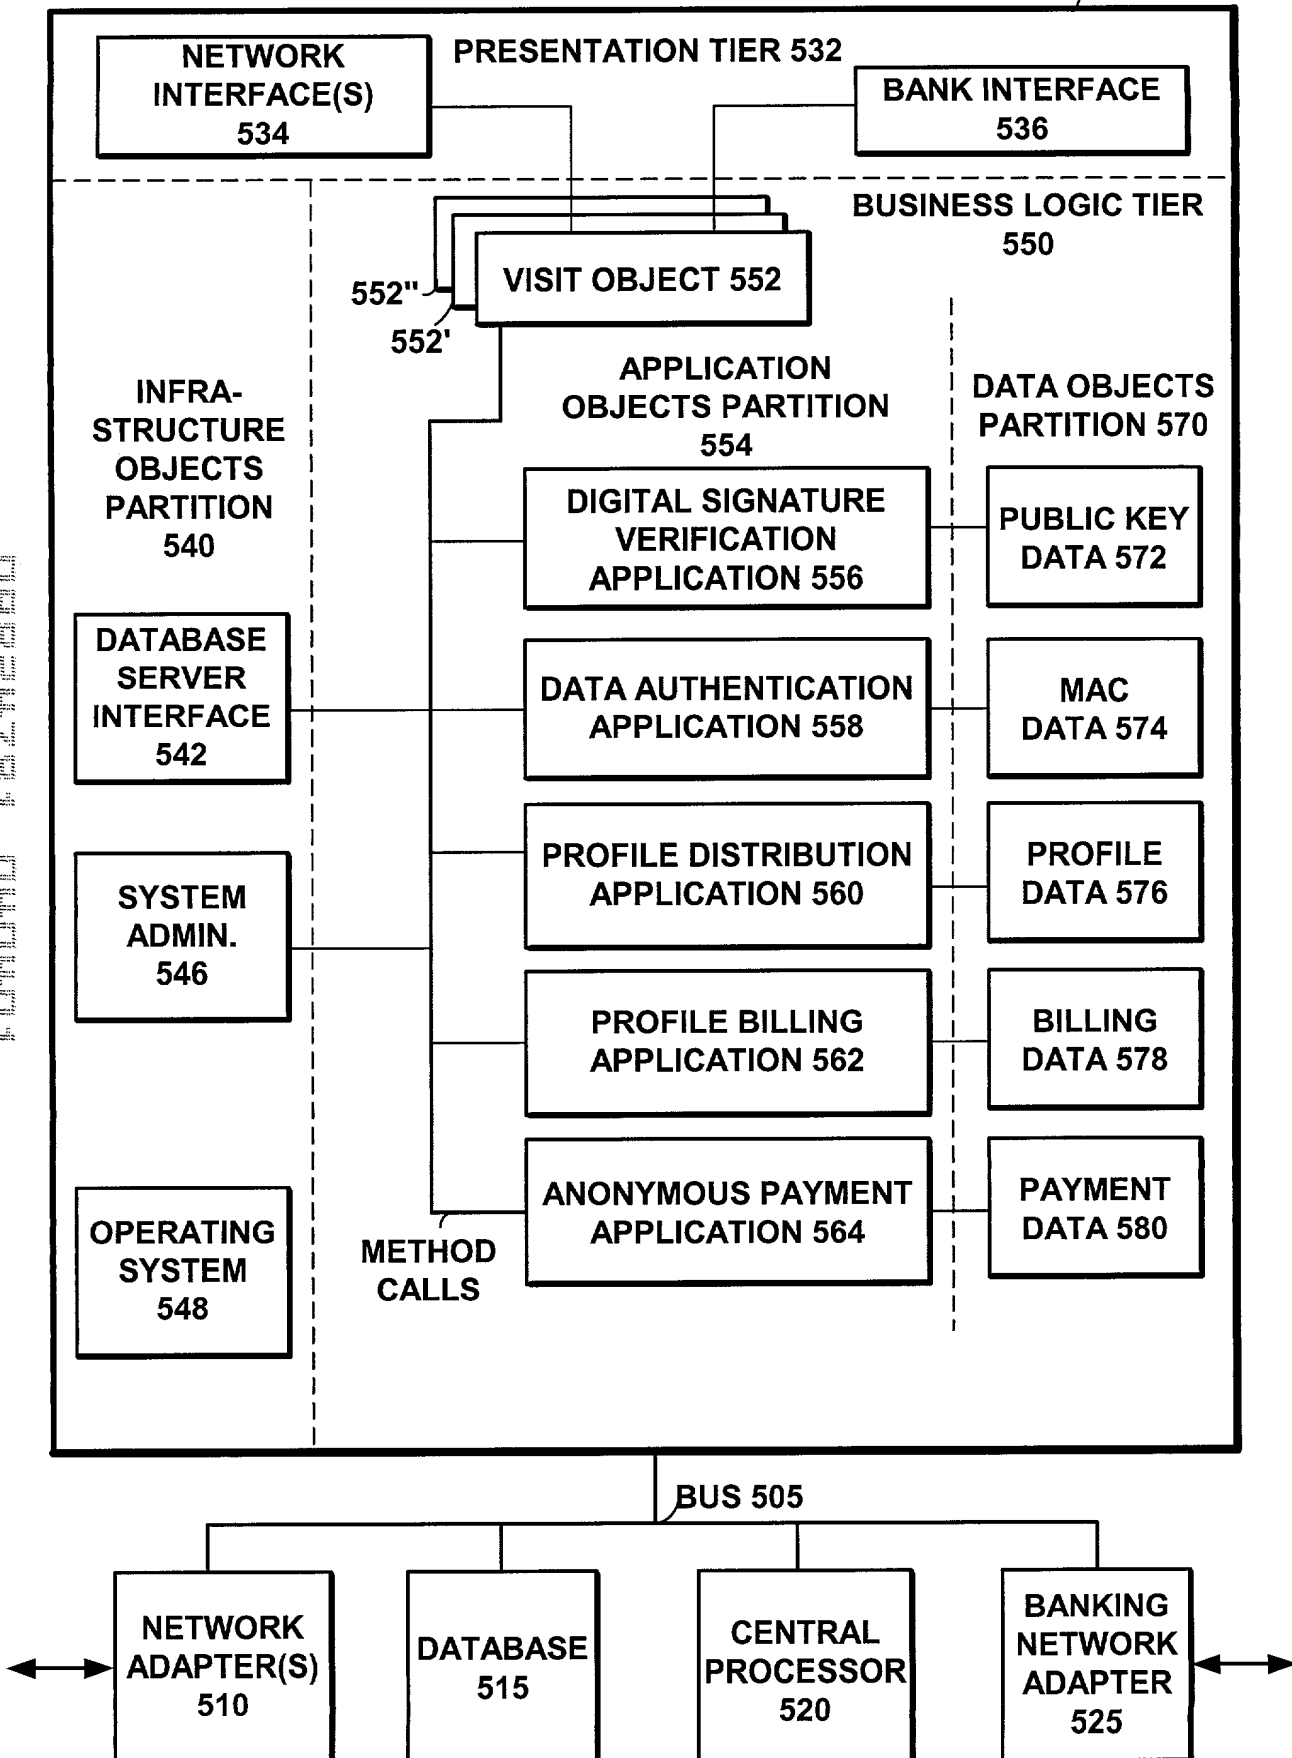 NETWORK
INTERFACE(S)
534
PRESENTATION TIER 532
BANK INTERFACE
536
BUSINESS LOGIC TIER
550
VISIT OBJECT 552
552"
552'
INFRA-
STRUCTURE
OBJECTS
PARTITION
540
APPLICATION
OBJECTS PARTITION
554
DATA OBJECTS
PARTITION 570
DIGITAL SIGNATURE
VERIFICATION
APPLICATION 556
PUBLIC KEY
DATA 572
DATABASE
SERVER
INTERFACE
542
DATA AUTHENTICATION
APPLICATION 558
MAC
DATA 574
SYSTEM
ADMIN.
546
PROFILE DISTRIBUTION
APPLICATION 560
PROFILE
DATA 576
PROFILE BILLING
APPLICATION 562
BILLING
DATA 578
OPERATING
SYSTEM
548
METHOD
CALLS
ANONYMOUS PAYMENT
APPLICATION 564
PAYMENT
DATA 580
BUS 505
NETWORK
ADAPTER(S)
510
DATABASE
515
CENTRAL
PROCESSOR
520
BANKING
NETWORK
ADAPTER
525